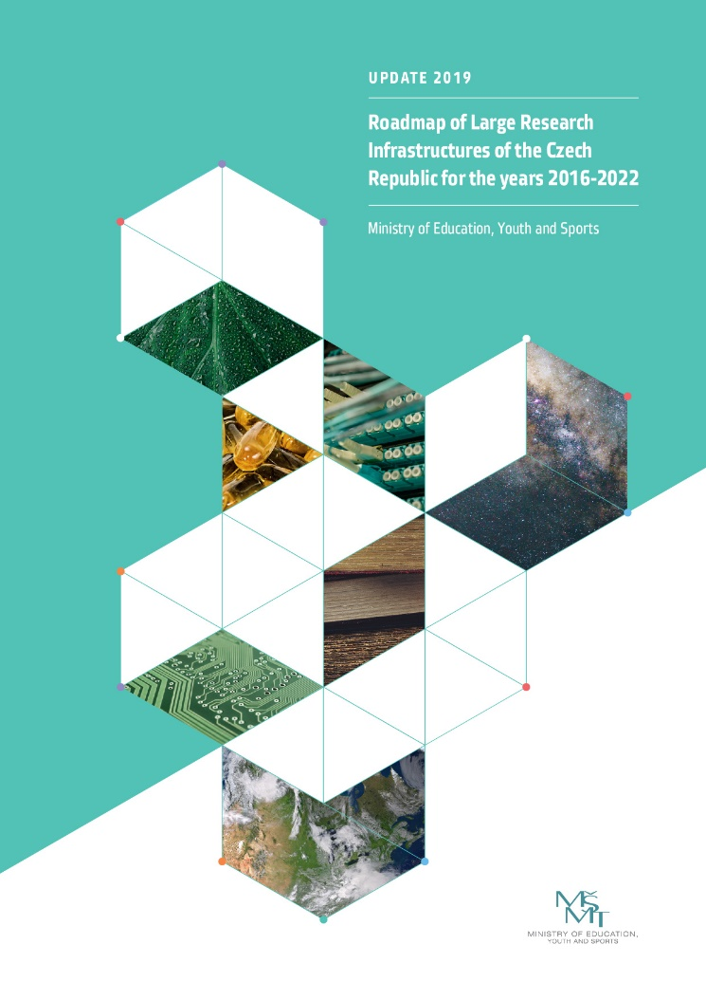 UPDATE 2019
Roadmap of Large Research
Infrastructures of the Czech
Republic for the years 2016-2022
Ministry of Education, Youth and Sports
MŠMT
MINISTRY OF EDUCATION,
YOUTH AND SPORTS